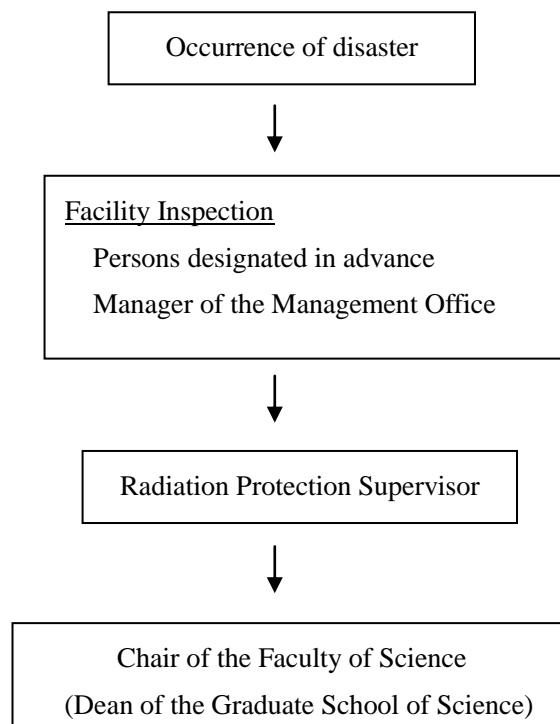 Occurrence of disaster
Facility Inspection
Persons designated in advance
Manager of the Management Office
Radiation Protection Supervisor
Chair of the Faculty of Science
(Dean of the Graduate School of Science)